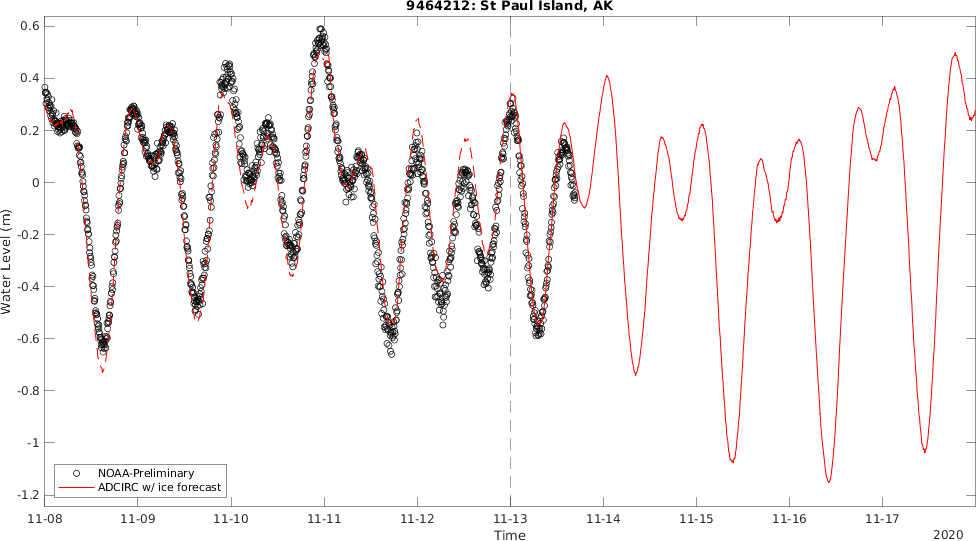 9464212: St Paul Island, AK
0.6
0.4
0.2
0
-0.2
-0.4
-0.6
-0.8
-1
-1.2
Water Level (m)
NOAA-Preliminary
ADCIRC w/ ice forecast
11-08 11-09 11-10 11-11 11-12 11-13 11-14 11-15 11-16 11-17
Time
2020